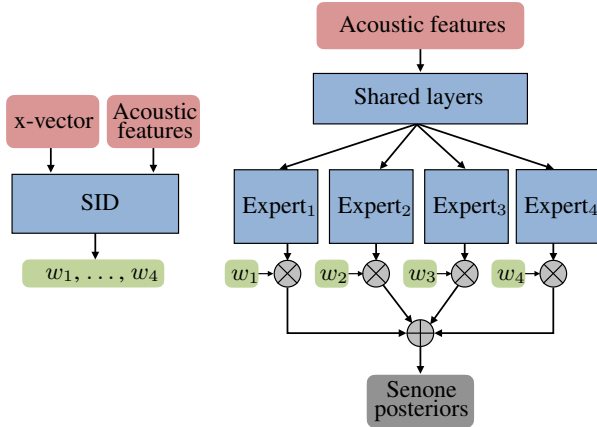 x-vector
Acoustic
features
SID
w₁, . . . , w₄
Acoustic features
Shared layers
Expert₁ Expert₂ Expert₃ Expert₄
w₁ w₂ w₃ w₄
Senone
posteriors